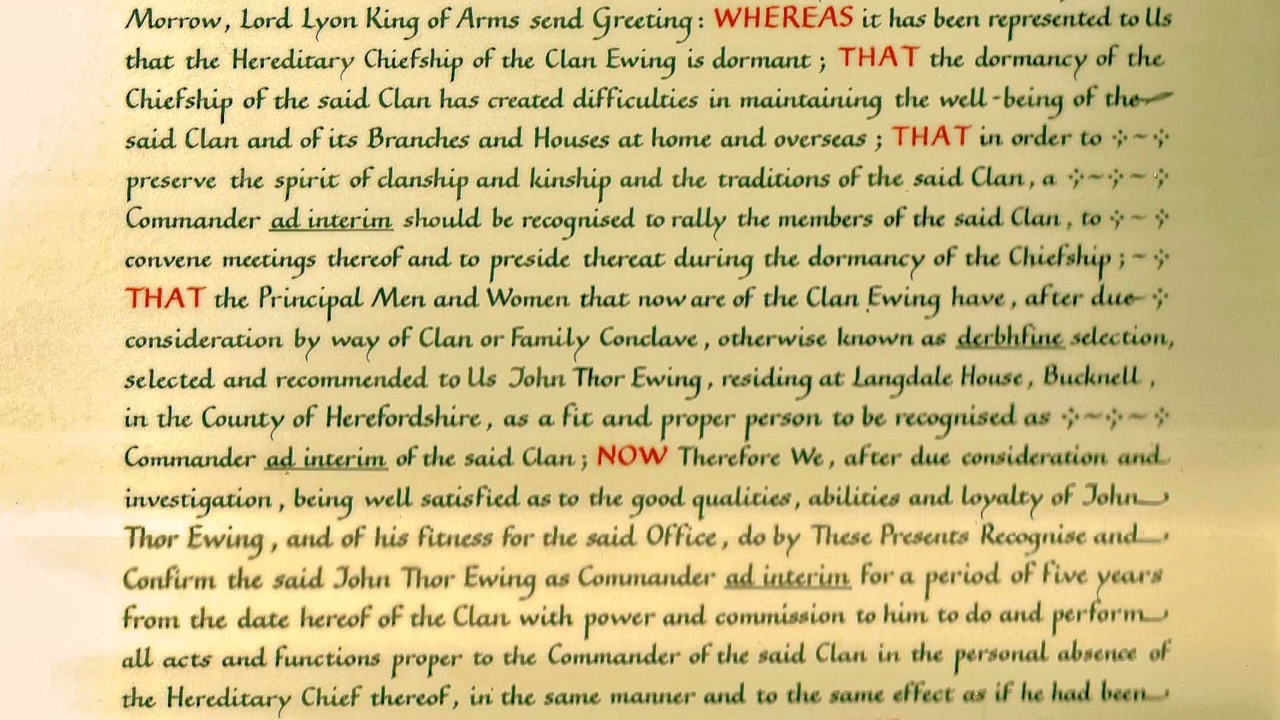 Morrow, Lord Lyon King of Arms send Greeting: WHEREAS it has been represented to Us
that the Hereditary Chiefship of the Clan Ewing is dormant; THAT the dormancy of the
Chiefship of the said Clan has created difficulties in maintaining the well-being of the
said Clan and of its Branches and Houses at home and overseas; THAT in order to
preserve the spirit of clanship and kinship and the traditions of the said Clan, a
Commander ad interim should be recognised to rally the members of the said Clan, to
convene meetings thereof and to preside thereat during the dormancy of the Chiefship;
THAT the Principal Men and Women that now are of the Clan Ewing have, after due
consideration by way of Clan or Family Conclave, otherwise known as derbhfine selection,
selected and recommended to Us John Thor Ewing, residing at Langdale House, Bucknell,
in the County of Herefordshire, as a fit and proper person to be recognised as
Commander ad interim of the said Clan; NOW Therefore We, after due consideration and
investigation, being well satisfied as to the good qualities, abilities and loyalty of John
Thor Ewing, and of his fitness for the said Office, do by These Presents Recognise and
Confirm the said John Thor Ewing as Commander ad interim for a period of five years
from the date hereof of the Clan with power and commission to him to do and perform
all acts and functions proper to the Commander of the said Clan in the personal absence of
the Hereditary Chief thereof, in the same manner and to the same effect as if he had been